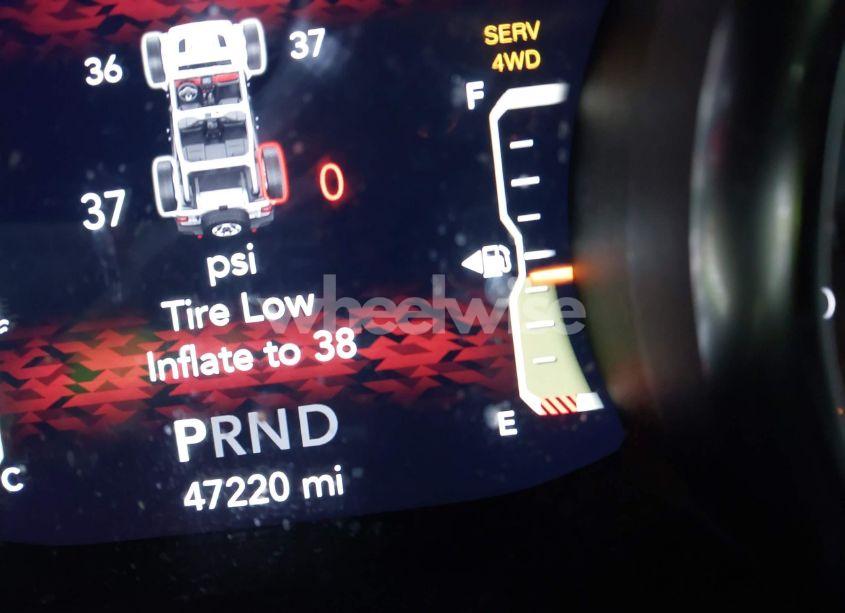 36
37
SERV
4WD
F
37
0
psi
Tire Low
Inflate to 38
wheelwise
E
PRND
C
47220 mi